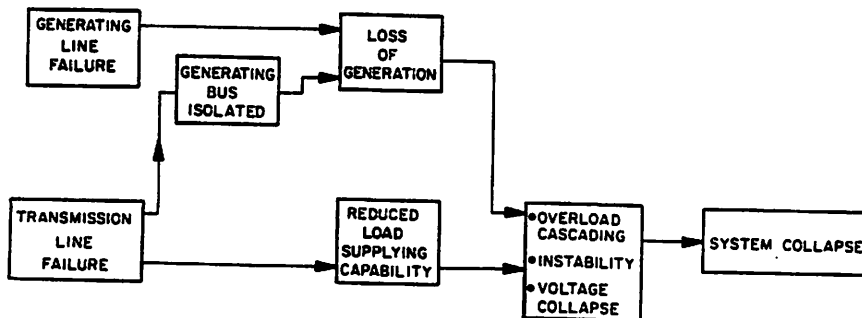 GENERATING
LINE
FAILURE
LOSS
OF
GENERATION
GENERATING
BUS
ISOLATED
TRANSMISSION
LINE
FAILURE
REDUCED
LOAD
SUPPLYING
CAPABILITY
•OVERLOAD
CASCADING
•INSTABILITY
•VOLTAGE
COLLAPSE
SYSTEM COLLAPSE